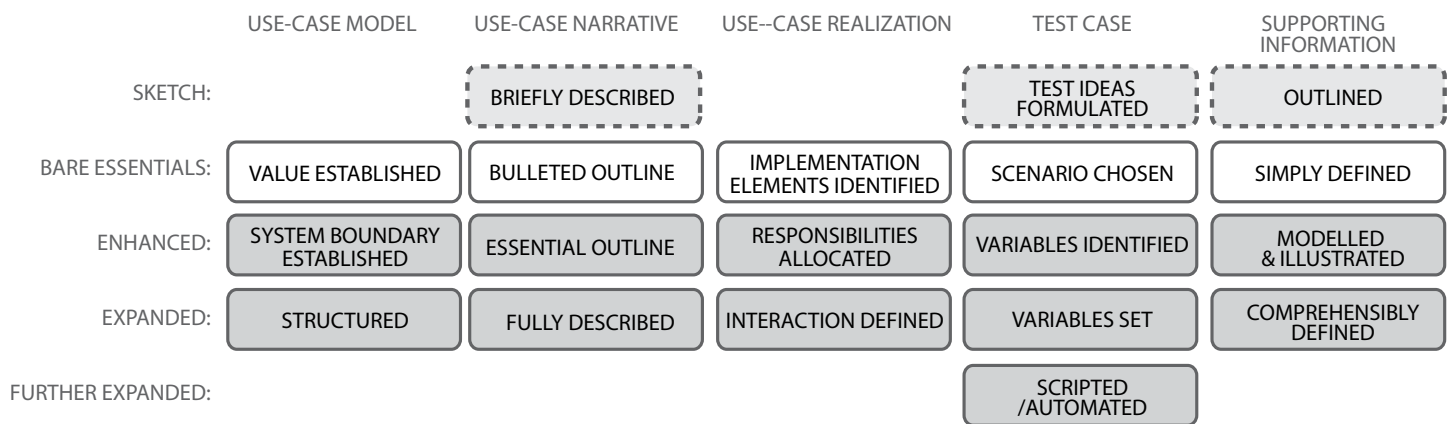 USE-CASE MODEL
USE-CASE NARRATIVE
USE--CASE REALIZATION
TEST CASE
SUPPORTING
INFORMATION
SKETCH:
BRIEFLY DESCRIBED
TEST IDEAS
FORMULATED
OUTLINED
BARE ESSENTIALS:
VALUE ESTABLISHED
BULLETED OUTLINE
IMPLEMENTATION
ELEMENTS IDENTIFIED
SCENARIO CHOSEN
SIMPLY DEFINED
ENHANCED:
SYSTEM BOUNDARY
ESTABLISHED
ESSENTIAL OUTLINE
RESPONSIBILITIES
ALLOCATED
VARIABLES IDENTIFIED
MODELLED
& ILLUSTRATED
EXPANDED:
STRUCTURED
FULLY DESCRIBED
INTERACTION DEFINED
VARIABLES SET
COMPREHENSIBLY
DEFINED
FURTHER EXPANDED:
SCRIPTED
/AUTOMATED